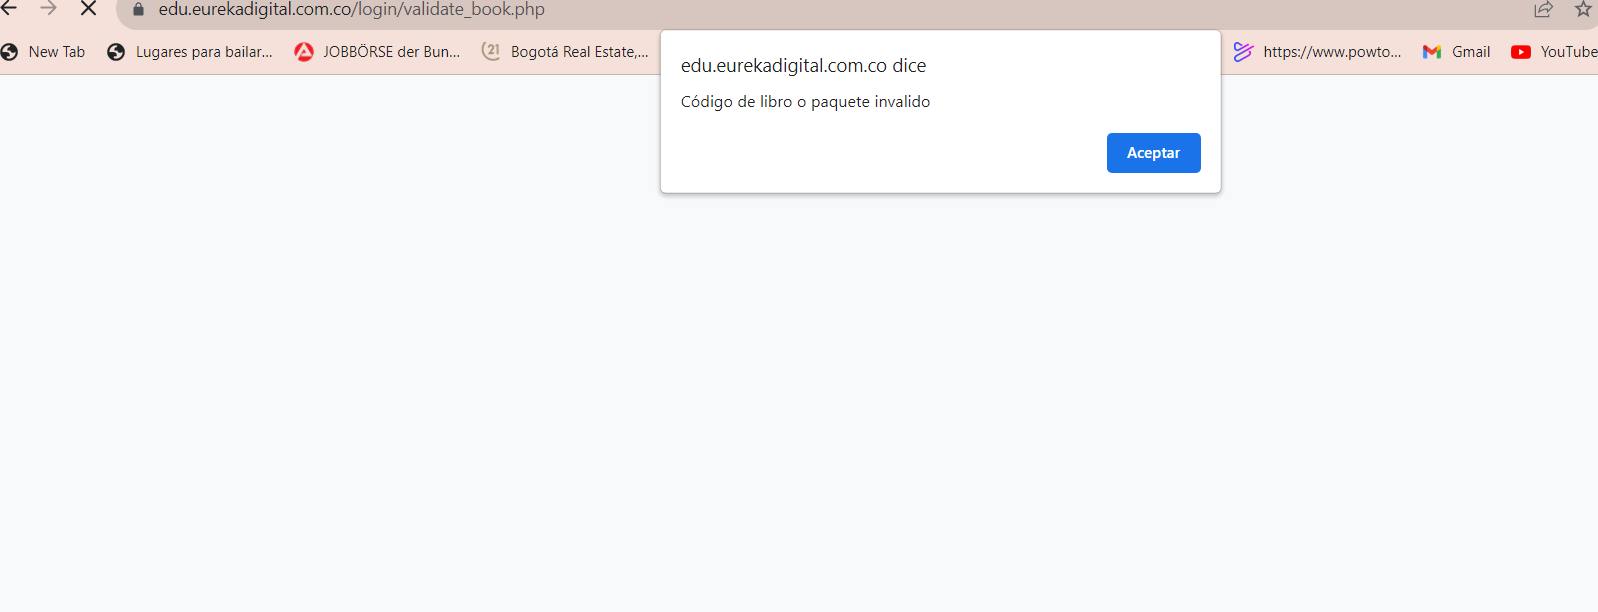 edu.eurekadigital.com.co/login/validate_book.php
New Tab
Lugares para bailar...
JOBBÖRSE der Bun...
21
Bogotá Real Estate,...
https://www.powto...
Gmail
YouTube
edu.eurekadigital.com.co dice
Código de libro o paquete invalido
Aceptar